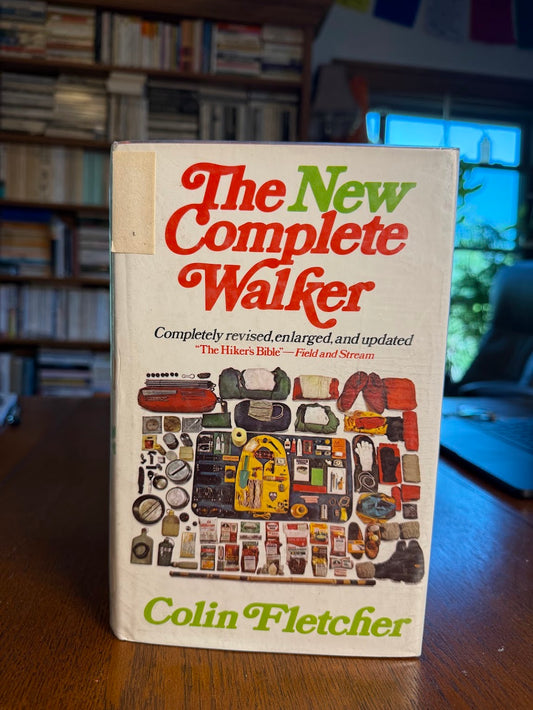 The New
Complete
Walker
Completely revised, enlarged, and updated
"The Hiker's Bible"—Field and Stream
Colin Fletcher